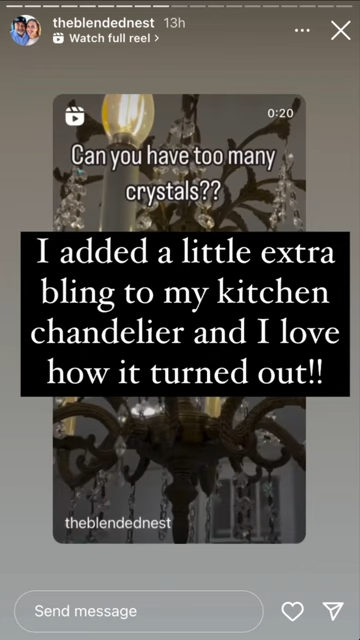 theblendednest 13h
Watch full reel >
0:20
Can you have too many
crystals??
I added a little extra
bling to my kitchen
chandelier and I love
how it turned out!!
theblendednest
Send message